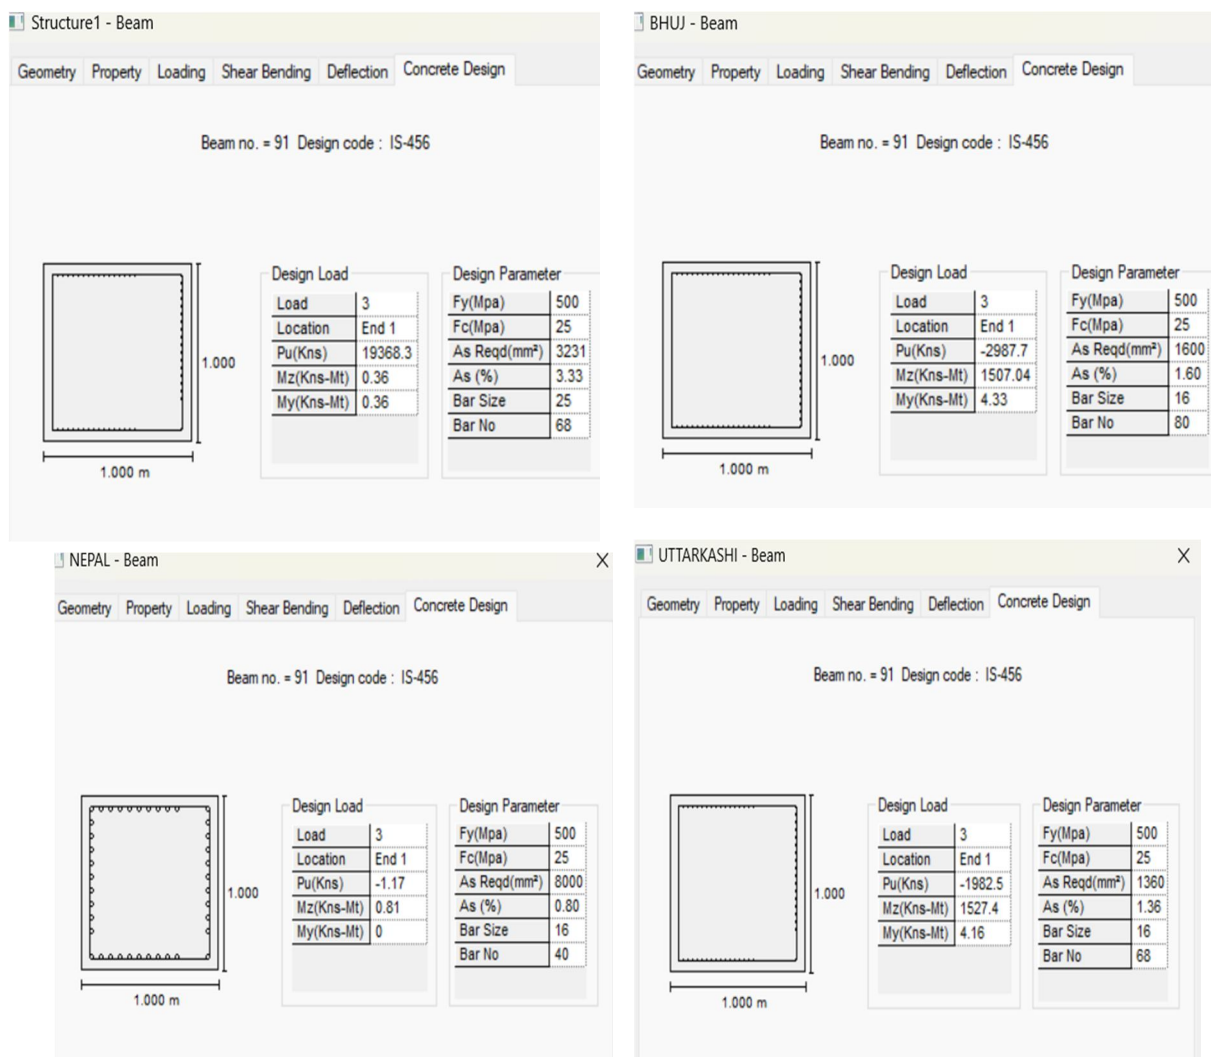 Structure1 - Beam
Geometry Property Loading Shear Bending Deflection Concrete Design
Beam no. = 91 Design code : IS-456
1.000
1.000 m
Design Load
Load 3
Location End 1
Pu(Kns) 19368.3
Mz(Kns-Mt) 0.36
My(Kns-Mt) 0.36
Design Parameter
Fy(Mpa) 500
Fc(Mpa) 25
As Reqd(mm²) 3231
As (%) 3.33
Bar Size 25
Bar No 68
BHUJ - Beam
Geometry Property Loading Shear Bending Deflection Concrete Design
Beam no. = 91 Design code : IS-456
1.000
1.000 m
Design Load
Load 3
Location End 1
Pu(Kns) -2987.7
Mz(Kns-Mt) 1507.04
My(Kns-Mt) 4.33
Design Parameter
Fy(Mpa) 500
Fc(Mpa) 25
As Reqd(mm²) 1600
As (%) 1.60
Bar Size 16
Bar No 80
NEPAL - Beam
Geometry Property Loading Shear Bending Deflection Concrete Design
Beam no. = 91 Design code : IS-456
1.000
1.000 m
Design Load
Load 3
Location End 1
Pu(Kns) -1.17
Mz(Kns-Mt) 0.81
My(Kns-Mt) 0
Design Parameter
Fy(Mpa) 500
Fc(Mpa) 25
As Reqd(mm²) 8000
As (%) 0.80
Bar Size 16
Bar No 40
UTTARKASHI - Beam
Geometry Property Loading Shear Bending Deflection Concrete Design
Beam no. = 91 Design code : IS-456
1.000
1.000 m
Design Load
Load 3
Location End 1
Pu(Kns) -1982.5
Mz(Kns-Mt) 1527.4
My(Kns-Mt) 4.16
Design Parameter
Fy(Mpa) 500
Fc(Mpa) 25
As Reqd(mm²) 1360
As (%) 1.36
Bar Size 16
Bar No 68